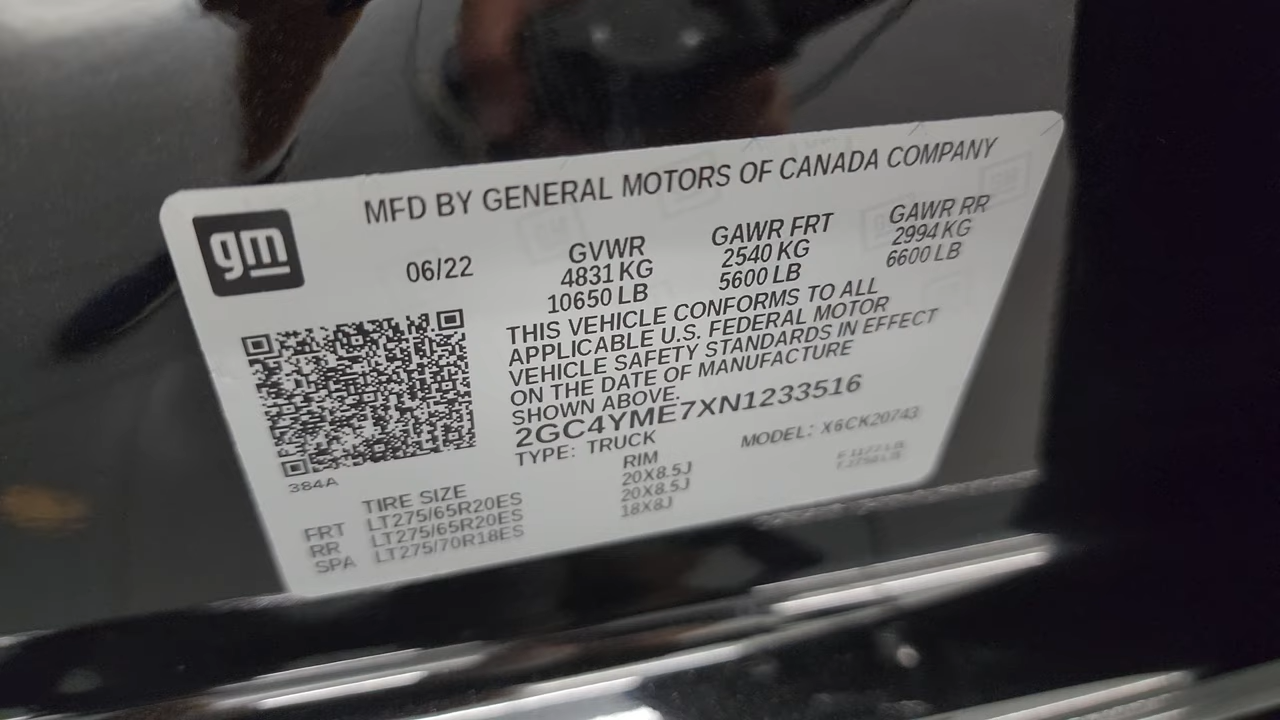 MFD BY GENERAL MOTORS OF CANADA COMPANY
gm
06/22
GVWR
4831 KG
10650 LB
GAWR FRT
2540 KG
5600 LB
GAWR RR
2994 KG
6600 LB
THIS VEHICLE CONFORMS TO ALL
APPLICABLE U.S. FEDERAL MOTOR
VEHICLE SAFETY STANDARDS IN EFFECT
ON THE DATE OF MANUFACTURE
SHOWN ABOVE.
2GC4YME7XN1233516
TYPE: TRUCK
MODEL: X6CK20743
384A
TIRE SIZE
RIM
FRT LT275/65R20ES 20X8.5J
RR LT275/65R20ES 20X8.5J
SPA LT275/70R18ES 18X8J